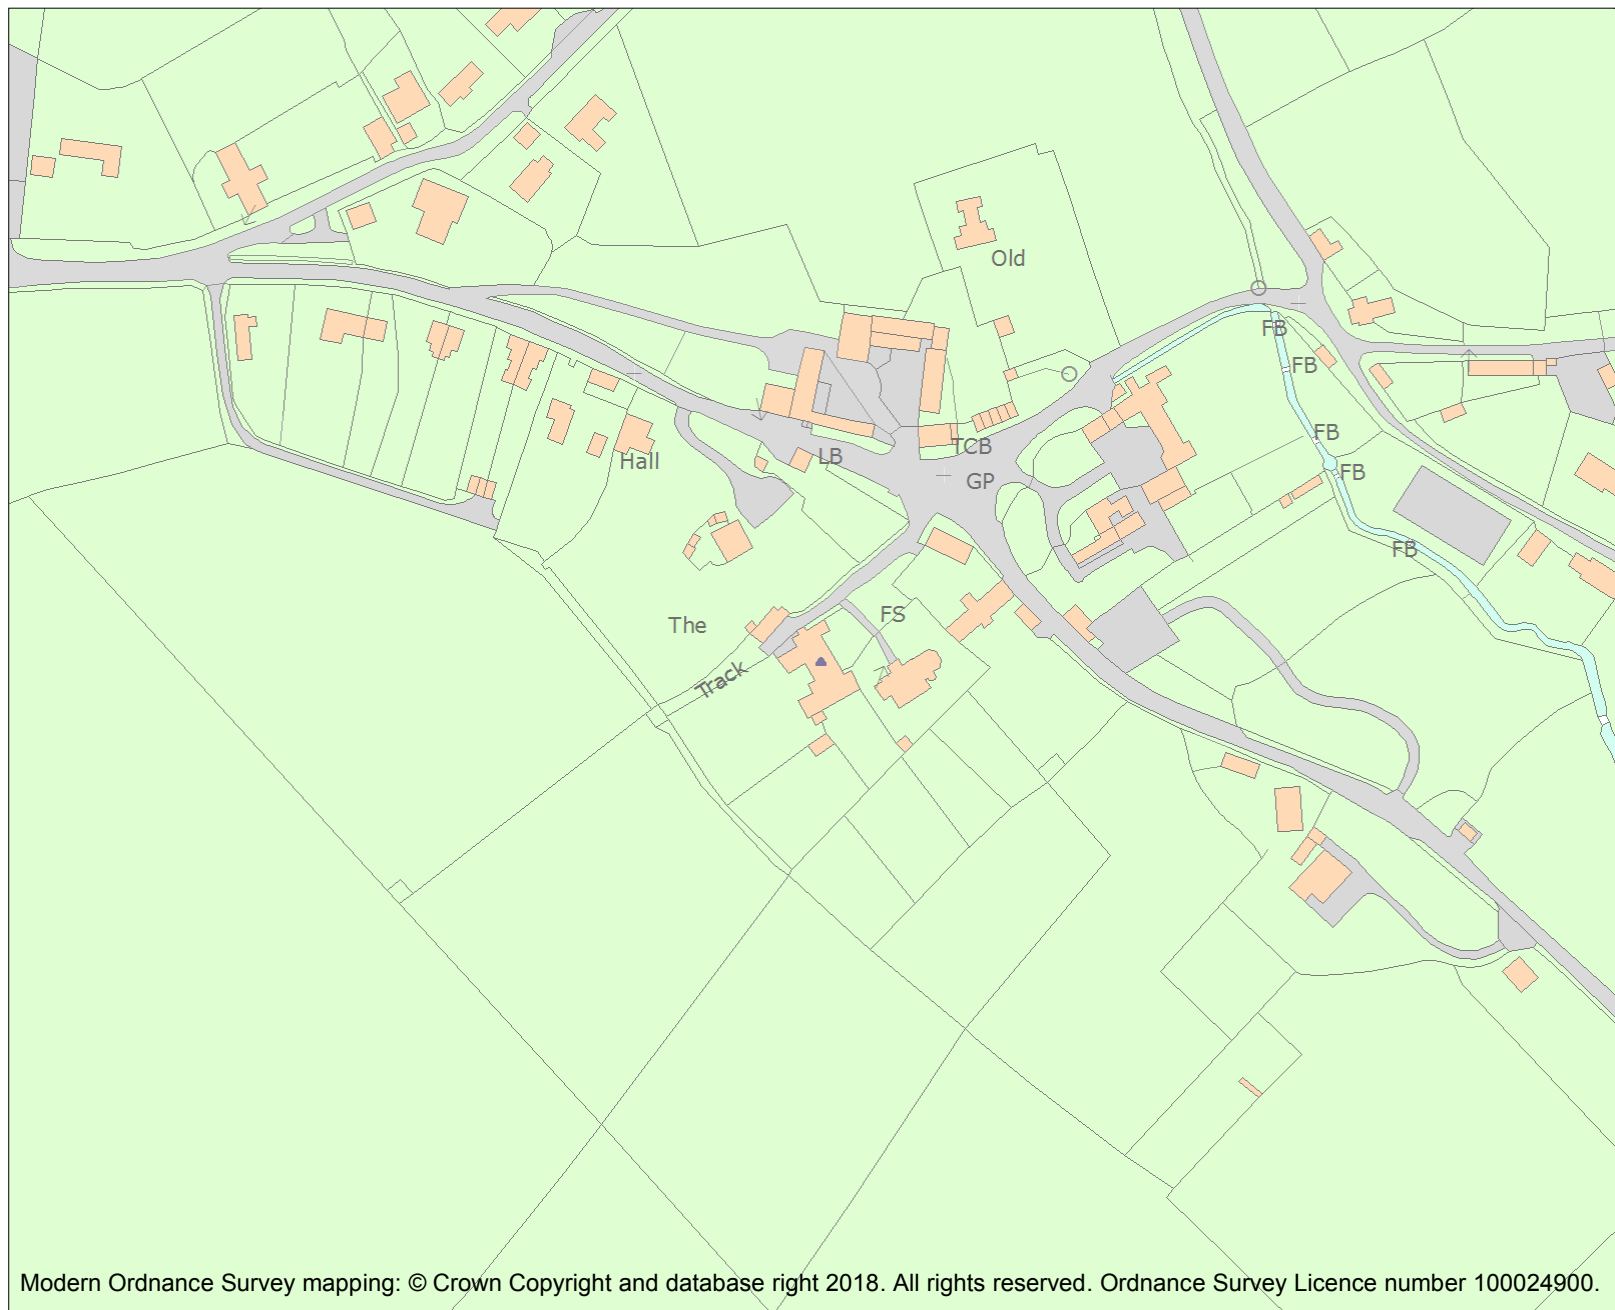 Old
FB
FB
FB
TCB
LB
Hall
FB
GP
FB
FS
The
Track
Modern Ordnance Survey mapping: © Crown Copyright and database right 2018. All rights reserved. Ordnance Survey Licence number 100024900.